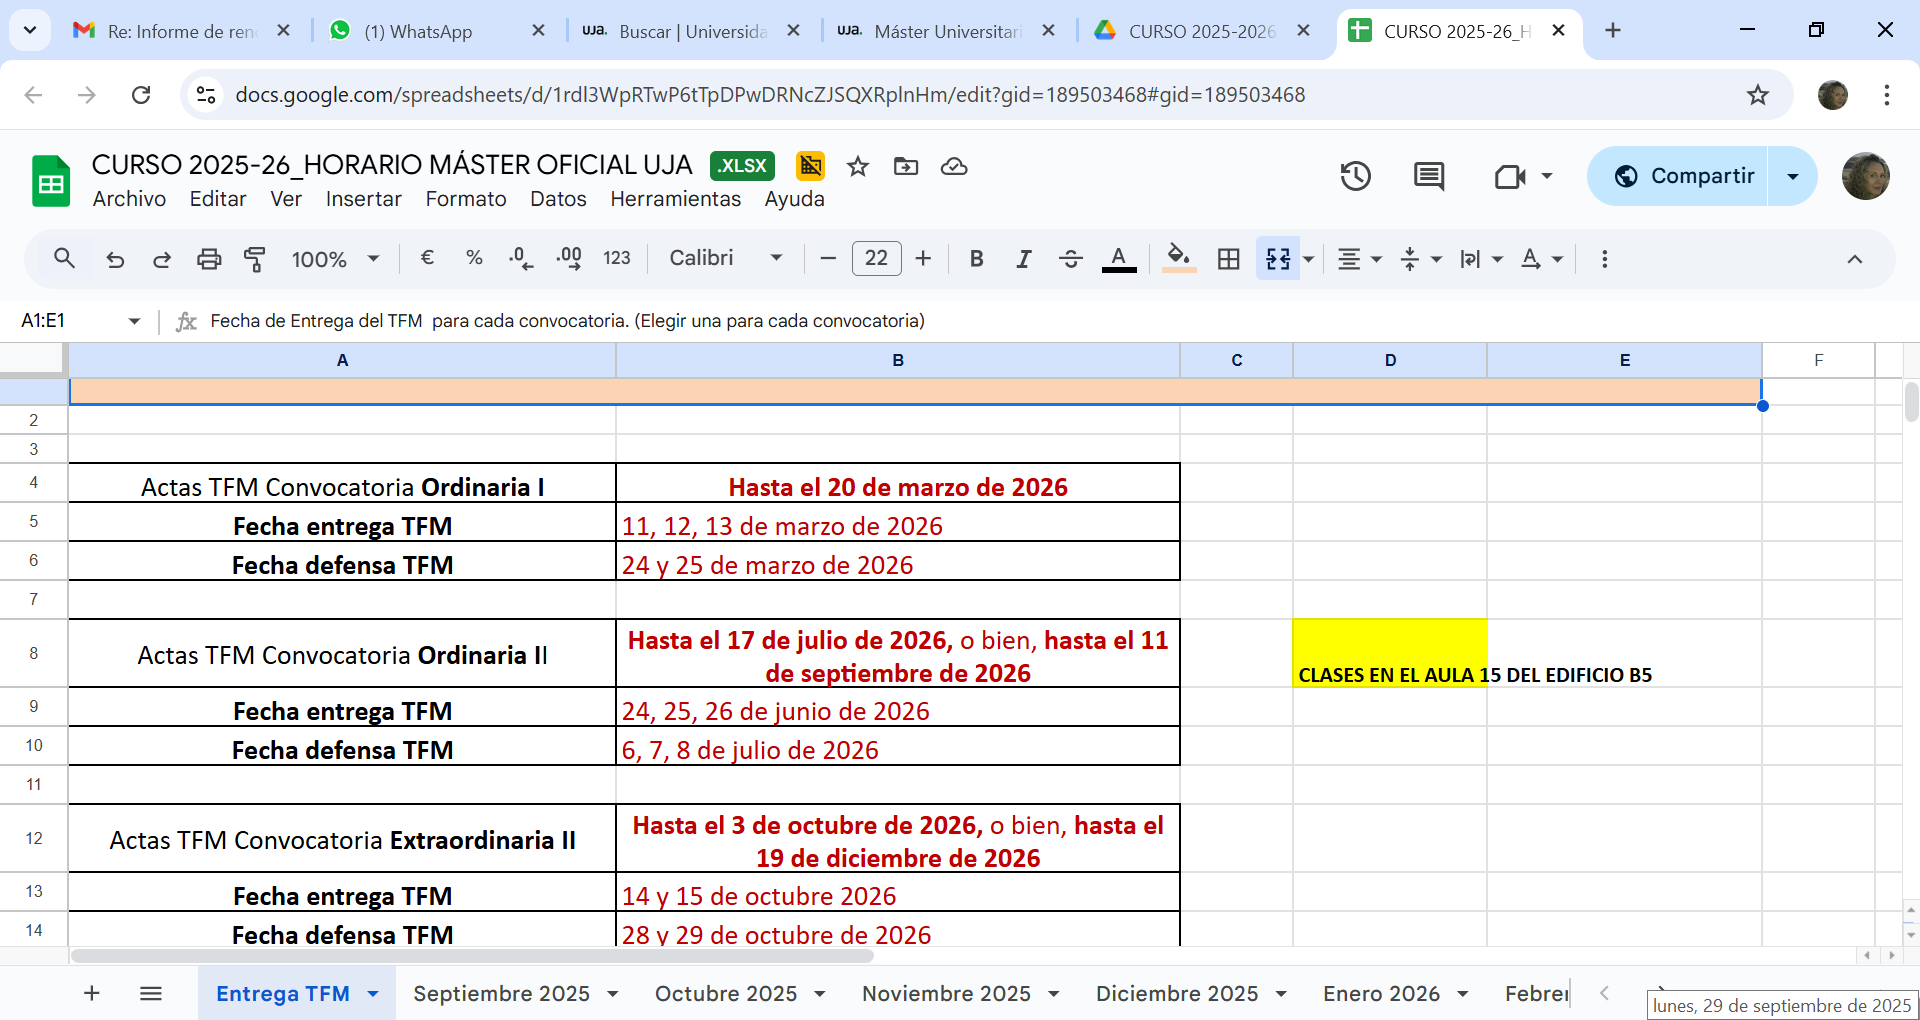 Re: Informe de ren
(1) WhatsApp
uja. Buscar | Universida
uja. Máster Universitari
CURSO 2025-2026
CURSO 2025-26_H
docs.google.com/spreadsheets/d/1rdl3WpRTwP6tTpDPwDRNcZJSQXRplnHm/edit?gid=189503468#gid=189503468
CURSO 2025-26_HORARIO MÁSTER OFICIAL UJA .XLSX
Archivo Editar Ver Insertar Formato Datos Herramientas Ayuda
Compartir
100% € % .0 .00 123 Calibri 22 B I S A A
A1:E1 fx Fecha de Entrega del TFM  para cada convocatoria. (Elegir una para cada convocatoria)
A B C D E F
2
3
4 Actas TFM Convocatoria Ordinaria I Hasta el 20 de marzo de 2026
5 Fecha entrega TFM 11, 12, 13 de marzo de 2026
6 Fecha defensa TFM 24 y 25 de marzo de 2026
7
8 Actas TFM Convocatoria Ordinaria II Hasta el 17 de julio de 2026, o bien, hasta el 11
de septiembre de 2026
CLASES EN EL AULA 15 DEL EDIFICIO B5
9 Fecha entrega TFM 24, 25, 26 de junio de 2026
10 Fecha defensa TFM 6, 7, 8 de julio de 2026
11
12 Actas TFM Convocatoria Extraordinaria II Hasta el 3 de octubre de 2026, o bien, hasta el
19 de diciembre de 2026
13 Fecha entrega TFM 14 y 15 de octubre 2026
14 Fecha defensa TFM 28 y 29 de octubre de 2026
Entrega TFM Septiembre 2025 Octubre 2025 Noviembre 2025 Diciembre 2025 Enero 2026 Febrer
lunes, 29 de septiembre de 2025